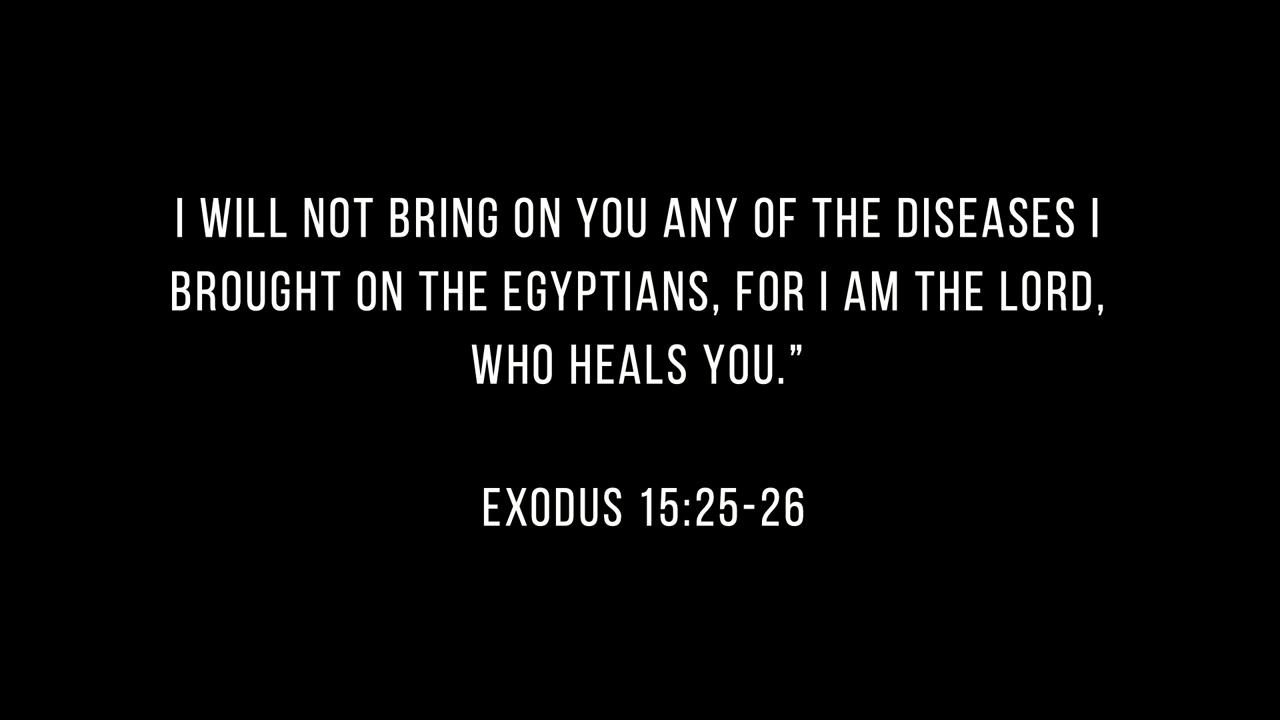 I WILL NOT BRING ON YOU ANY OF THE DISEASES I
BROUGHT ON THE EGYPTIANS, FOR I AM THE LORD,
WHO HEALS YOU.”
EXODUS 15:25-26